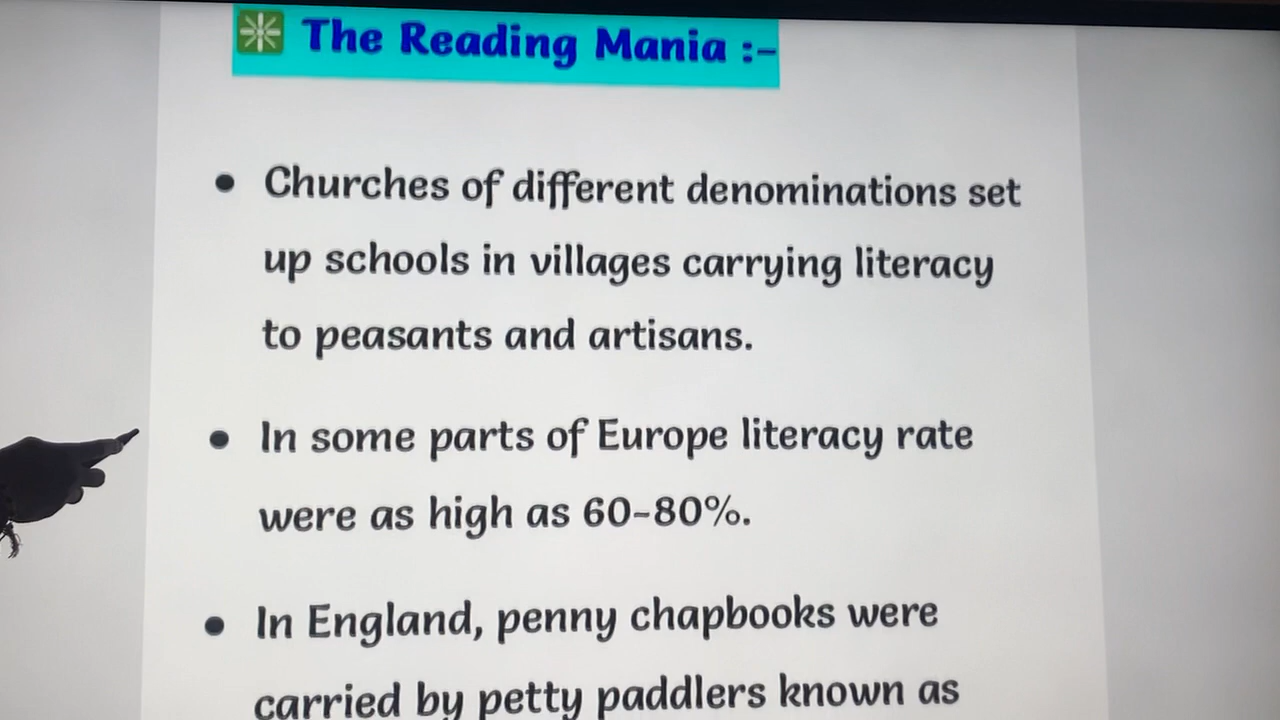 The Reading Mania :-
• Churches of different denominations set
up schools in villages carrying literacy
to peasants and artisans.
• In some parts of Europe literacy rate
were as high as 60-80%.
• In England, penny chapbooks were
carried by petty paddlers known as